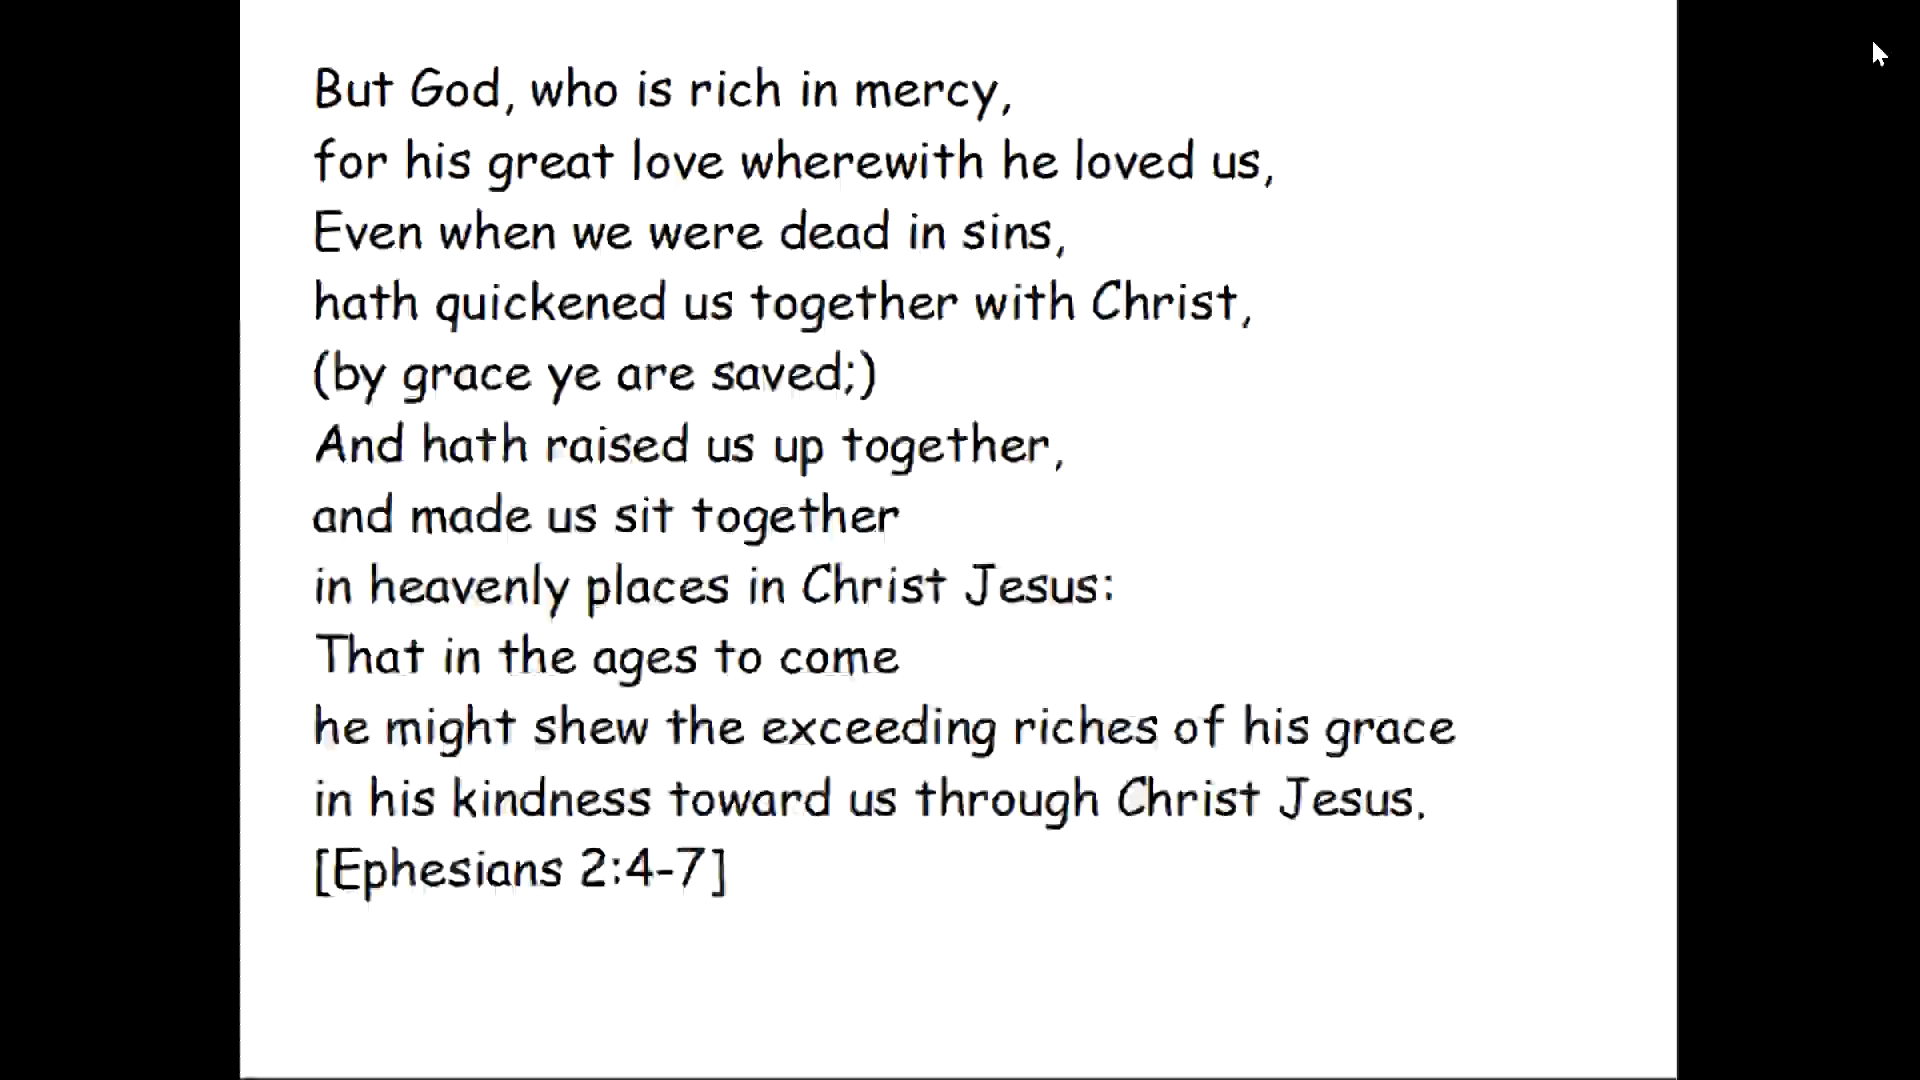 But God, who is rich in mercy,
for his great love wherewith he loved us,
Even when we were dead in sins,
hath quickened us together with Christ,
(by grace ye are saved;)
And hath raised us up together,
and made us sit together
in heavenly places in Christ Jesus:
That in the ages to come
he might shew the exceeding riches of his grace
in his kindness toward us through Christ Jesus.
[Ephesians 2:4-7]